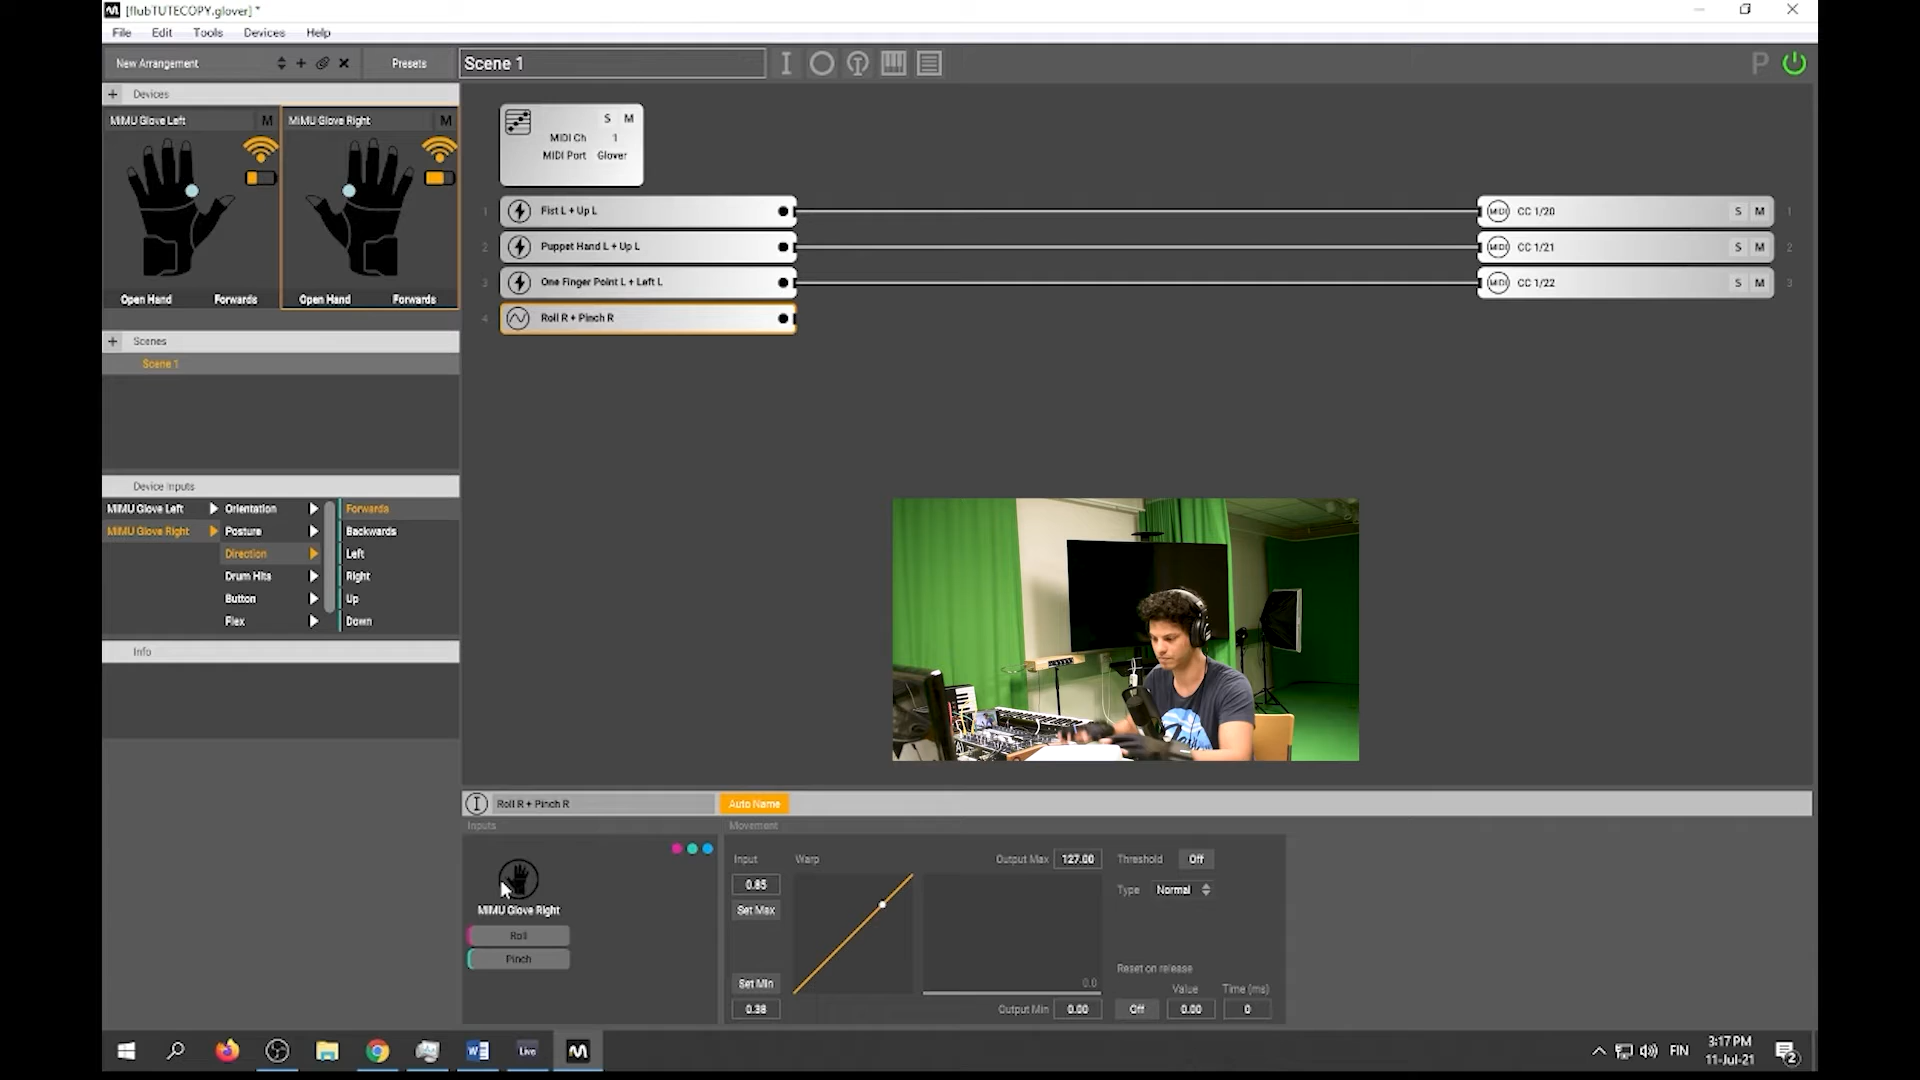 [flubTUTECOPY.glover] *
File Edit Tools Devices Help
New Arrangement + Presets Scene 1 P
+ Devices
MiMU Glove Left M MiMU Glove Right M
Open Hand Forwards Open Hand Forwards
S M
MIDI Ch 1
MIDI Port Glover
1 Fist L + Up L MIDI CC 1/20 S M 1
2 Puppet Hand L + Up L MIDI CC 1/21 S M 2
3 One Finger Point L + Left L MIDI CC 1/22 S M 3
4 Roll R + Pinch R
+ Scenes
Scene 1
Device Inputs
MiMU Glove Left Orientation Forwards
MiMU Glove Right Posture Backwards
Direction Left
Drum Hits Right
Button Up
Flex Down
Info
Roll R + Pinch R Auto Name
Inputs Movement
Input Warp Output Max 127.00 Threshold Off
0.85 Type Normal
Set Max
MiMU Glove Right
Roll
Pinch
Reset on release
Set Min 0.0 Value Time (ms)
0.38 Output Min 0.00 Off 0.00 0
Live FIN 3:17 PM
11-Jul-21 2